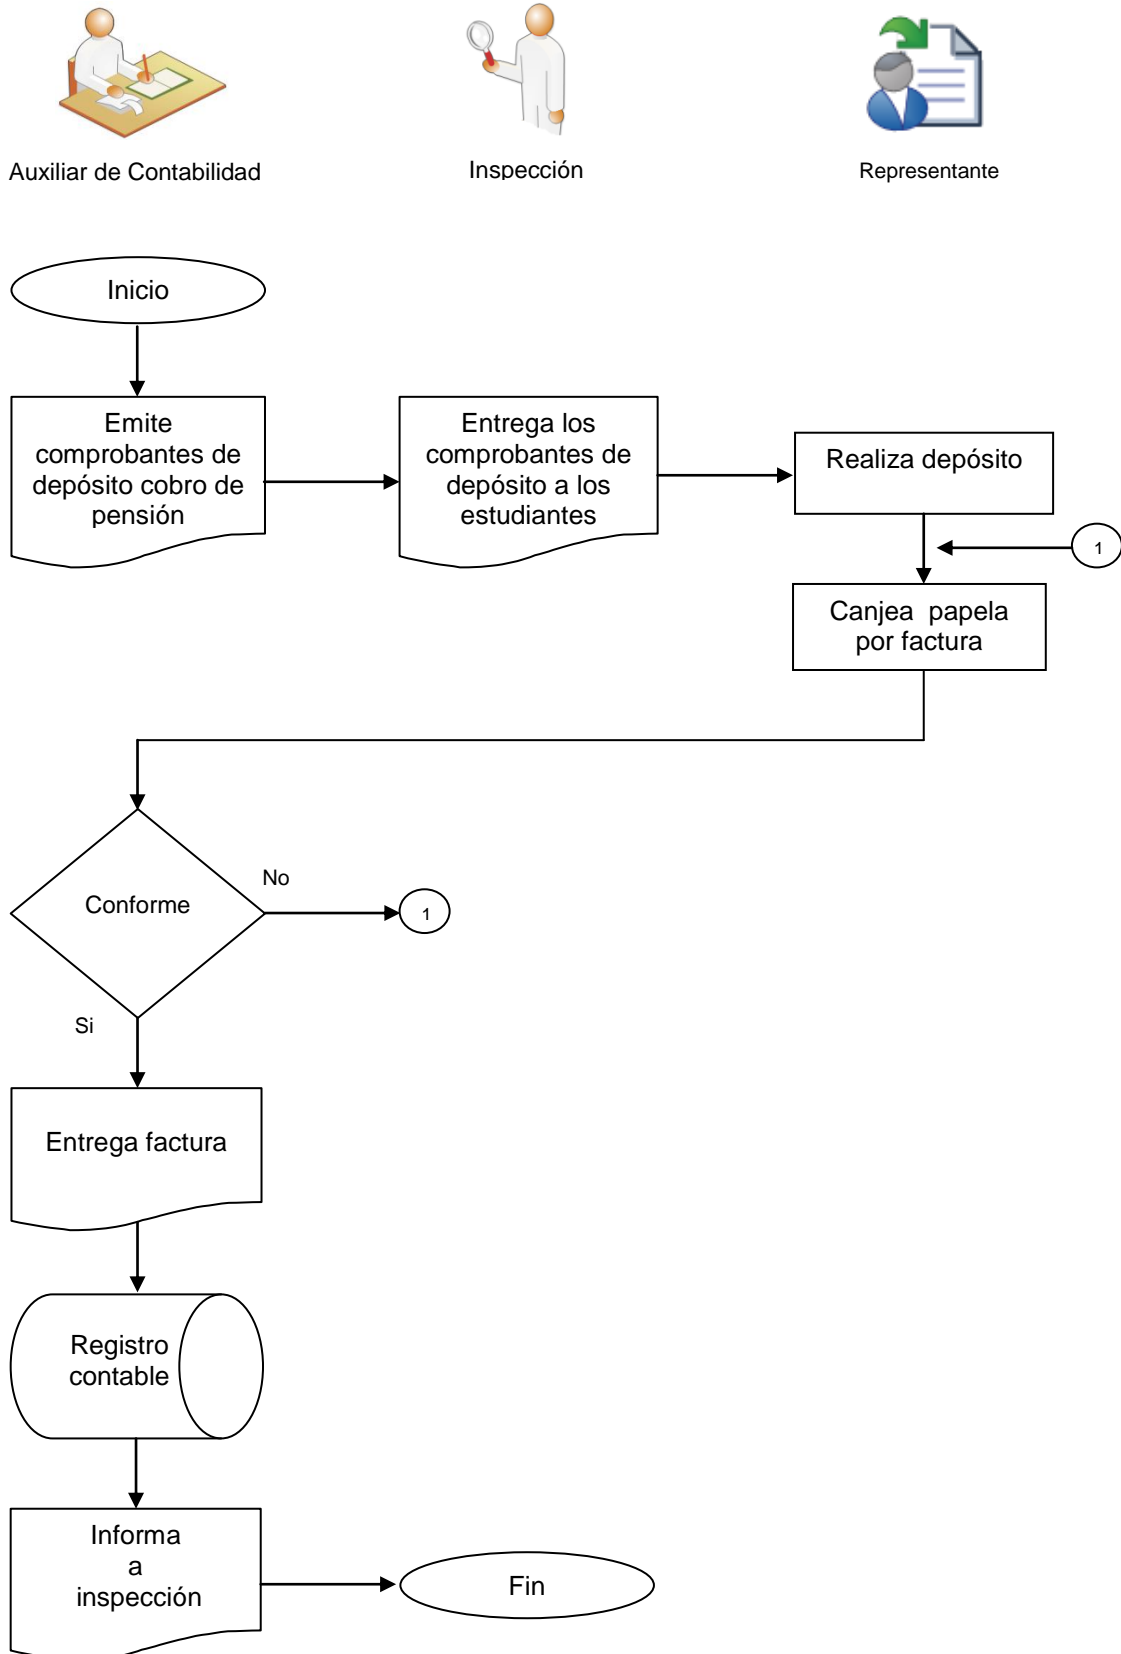 Auxiliar de Contabilidad
Inspección
Representante
Inicio
Emite
comprobantes de
depósito cobro de
pensión
Entrega los
comprobantes de
depósito a los
estudiantes
Realiza depósito
1
Canjea papela
por factura
Conforme
No
1
Si
Entrega factura
Registro
contable
Informa
a
inspección
Fin